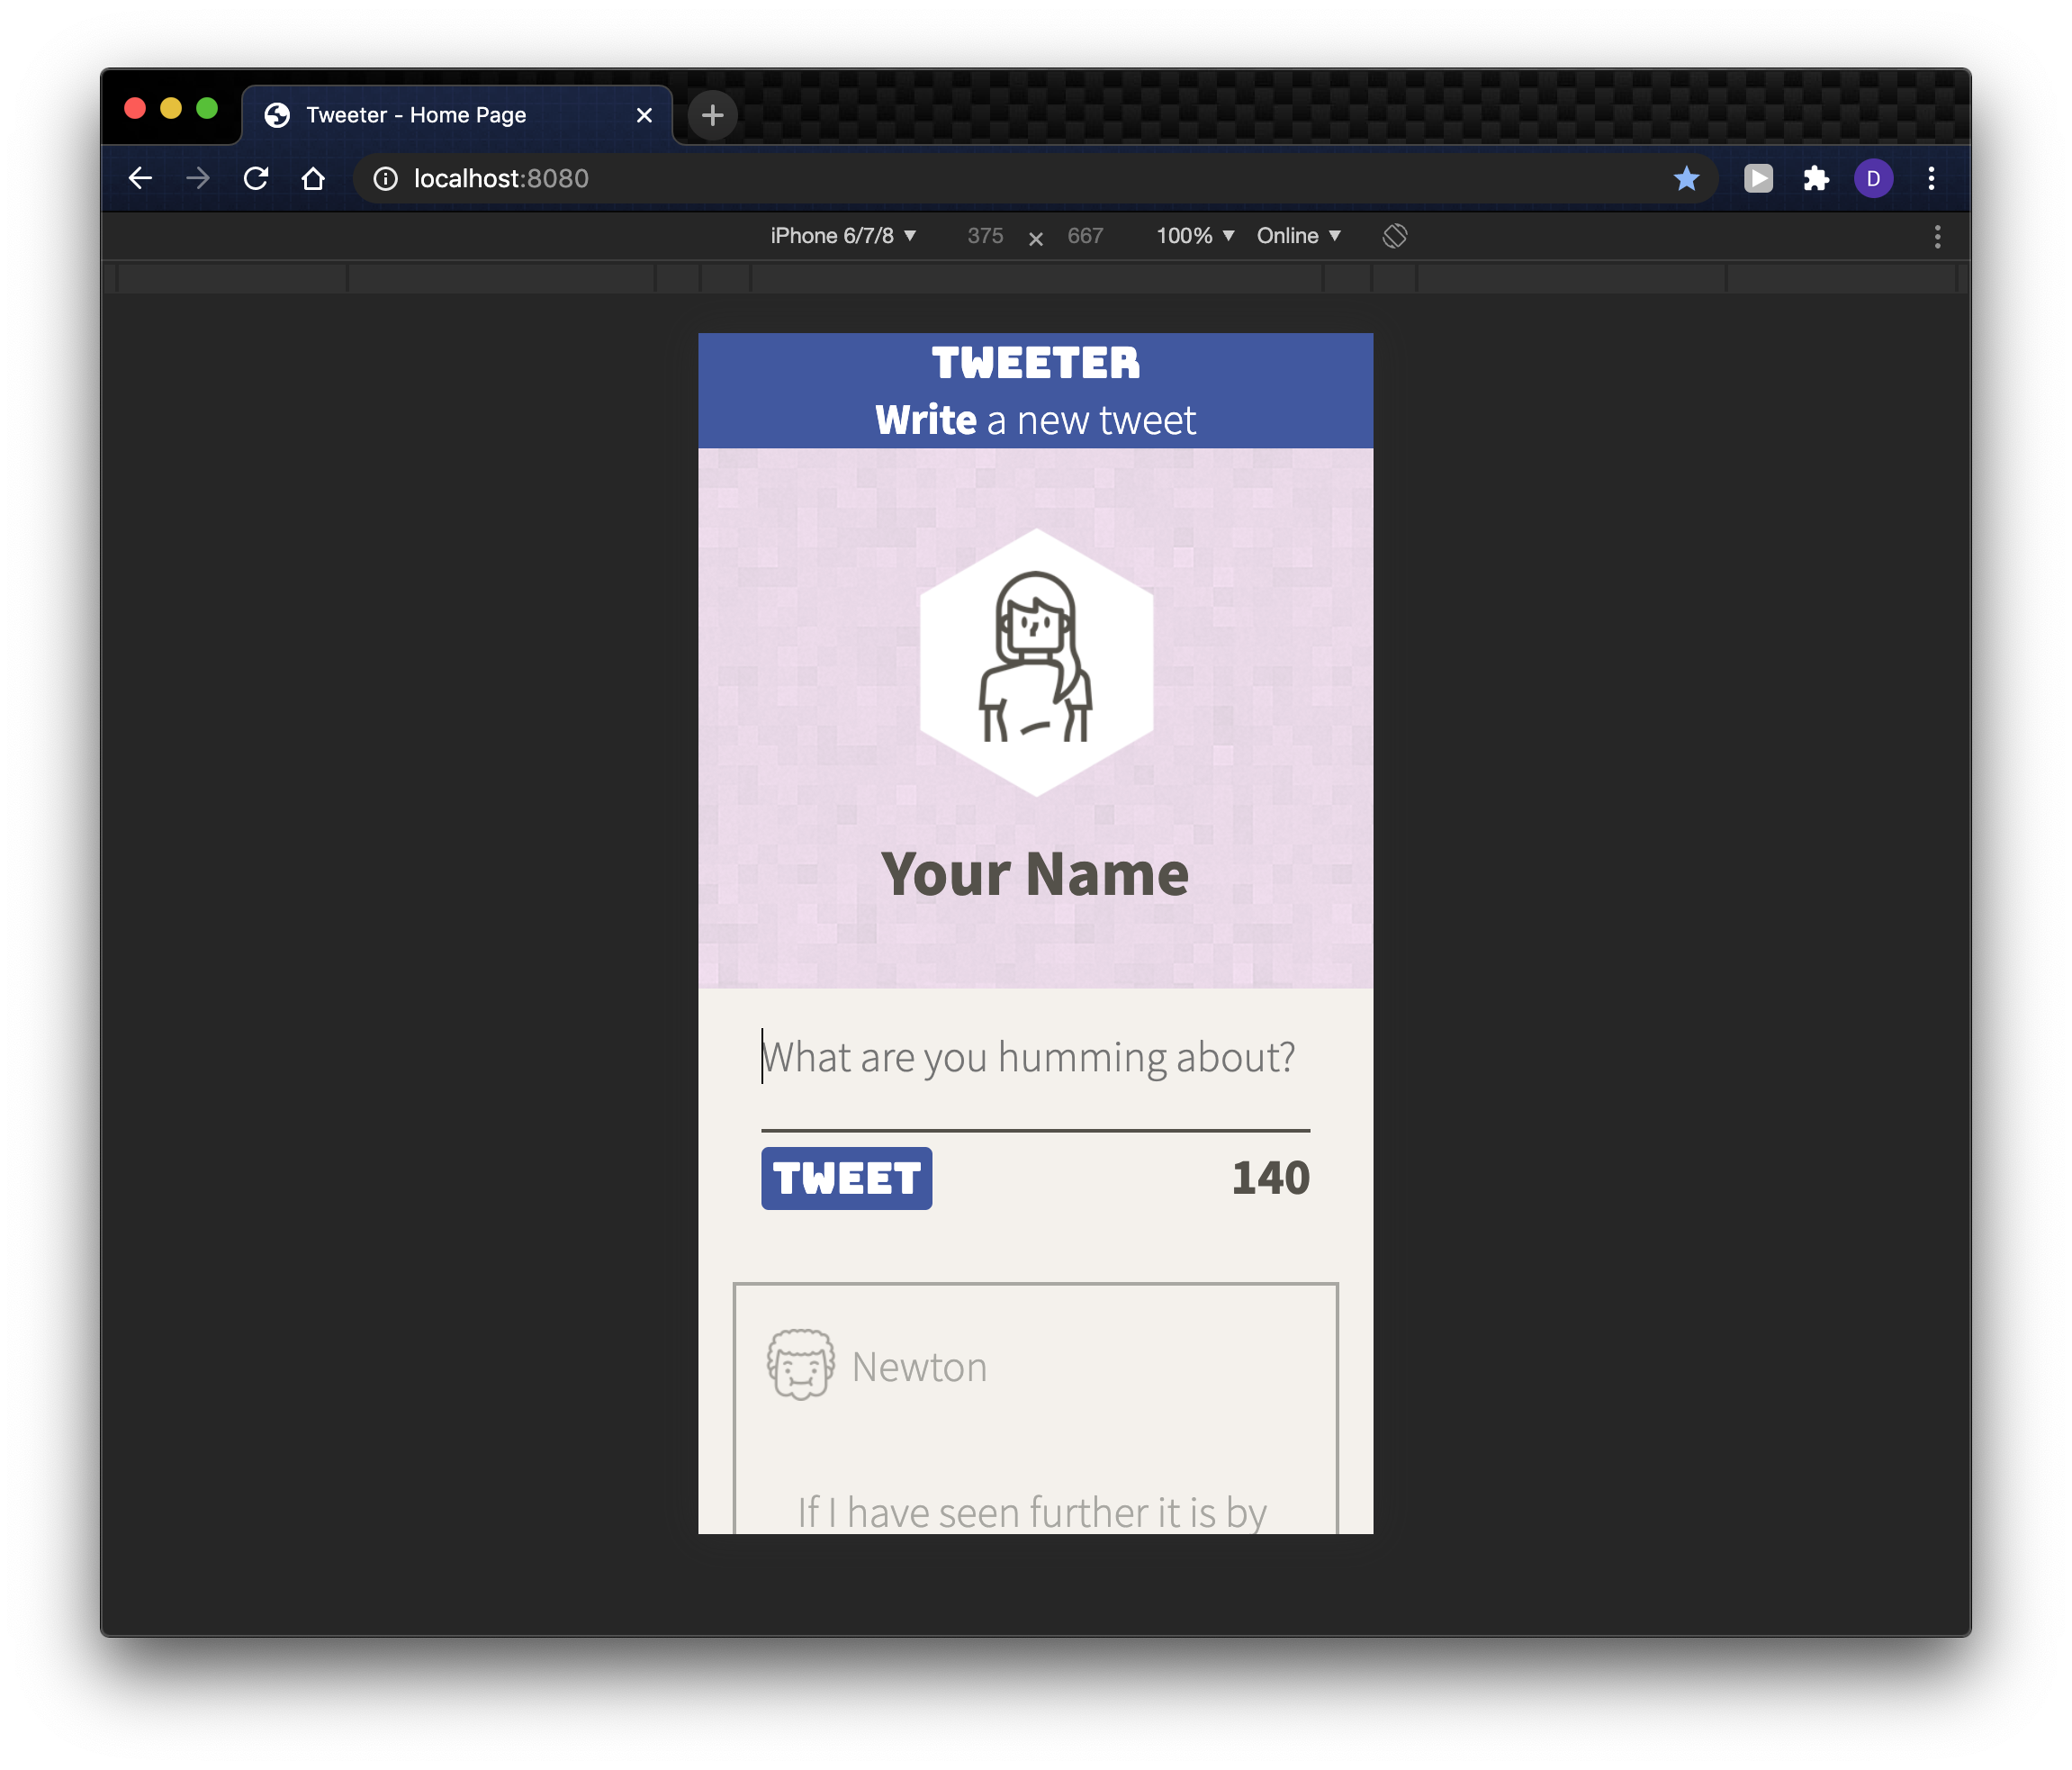 Tweeter - Home Page
localhost:8080
D
iPhone 6/7/8 ▼ 375 × 667 100% ▼ Online ▼
TWEETER
Write a new tweet
Your Name
What are you humming about?
TWEET 140
Newton
If I have seen further it is by